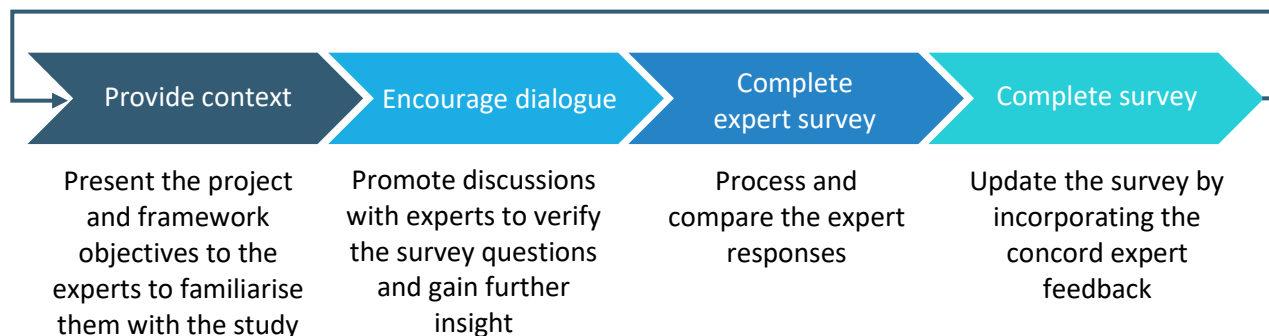 Provide context
Present the project
and framework
objectives to the
experts to familiarise
them with the study
Encourage dialogue
Promote discussions
with experts to verify
the survey questions
and gain further
insight
Complete
expert survey
Process and
compare the expert
responses
Complete survey
Update the survey by
incorporating the
concord expert
feedback